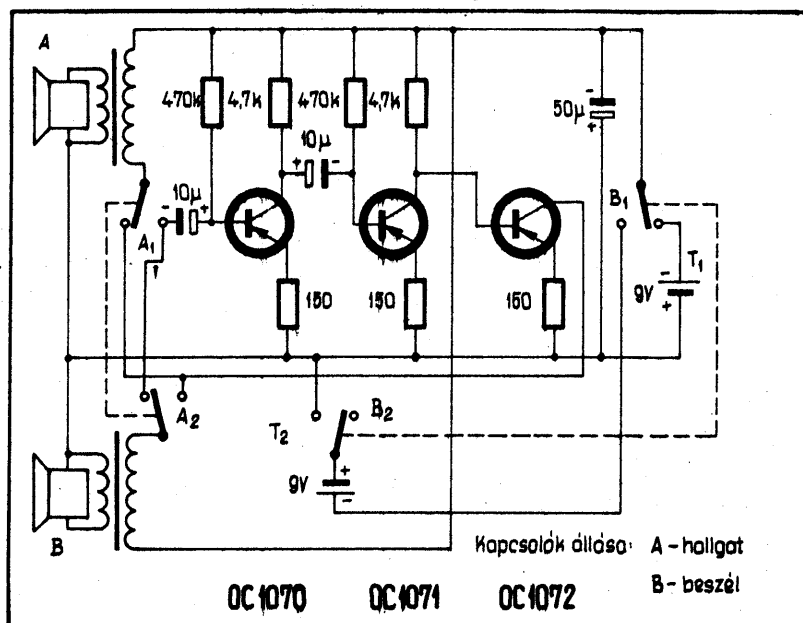 A
470k 4,7k 470k 4,7k
50µ
10µ
10µ
B1
A1
T1
9V
150 150 150
A2
T2 B2
9V
B
Kapcsolók állása: A - hallgat
B - beszél
OC1070 OC1071 OC1072